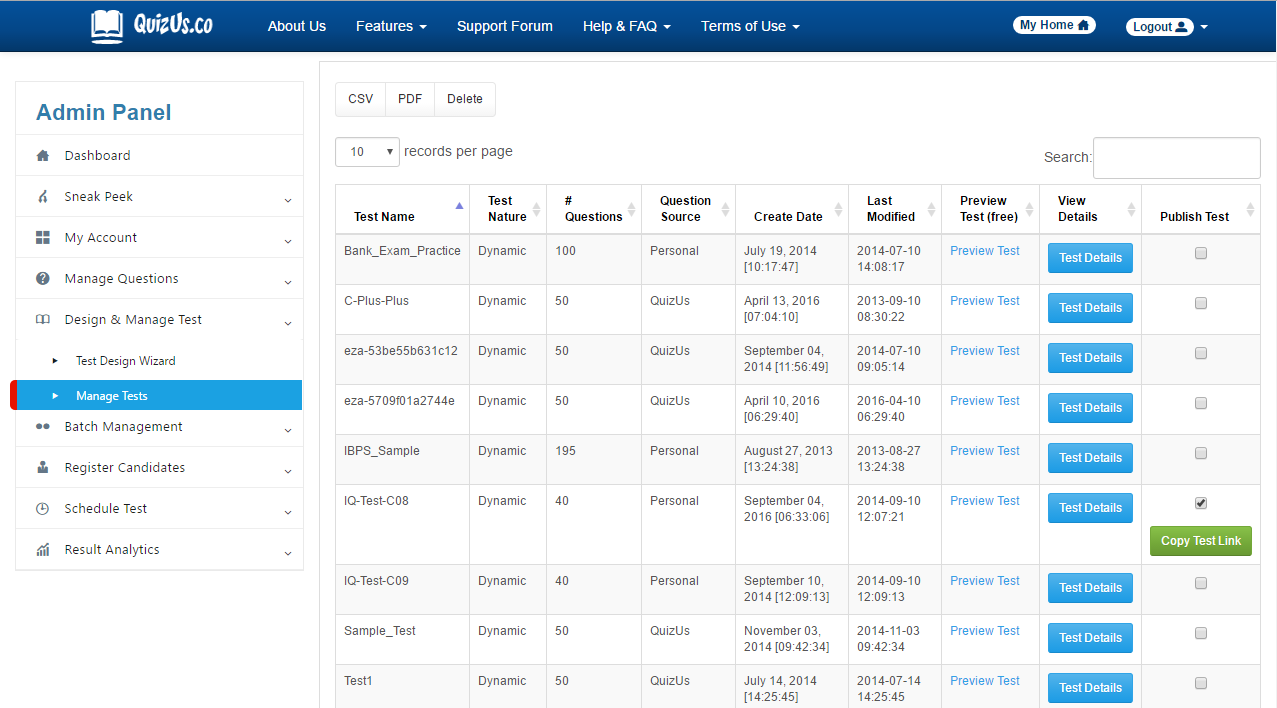 QuizUs.co
About Us Features Support Forum Help & FAQ Terms of Use My Home Logout
Admin Panel
Dashboard
Sneak Peek
My Account
Manage Questions
Design & Manage Test
Test Design Wizard
Manage Tests
Batch Management
Register Candidates
Schedule Test
Result Analytics
CSV PDF Delete
10 records per page
Search:
Test Name Test Nature # Questions Question Source Create Date Last Modified Preview Test (free) View Details Publish Test
Bank_Exam_Practice Dynamic 100 Personal July 19, 2014 2014-07-10 Preview Test Test Details
[10:17:47] 14:08:17
C-Plus-Plus Dynamic 50 QuizUs April 13, 2016 2013-09-10 Preview Test Test Details
[07:04:10] 08:30:22
eza-53be55b631c12 Dynamic 50 QuizUs September 04, 2014-07-10 Preview Test Test Details
2014 [11:56:49] 09:05:14
eza-5709f01a2744e Dynamic 50 QuizUs April 10, 2016 2016-04-10 Preview Test Test Details
[06:29:40] 06:29:40
IBPS_Sample Dynamic 195 Personal August 27, 2013 2013-08-27 Preview Test Test Details
[13:24:38] 13:24:38
IQ-Test-C08 Dynamic 40 Personal September 04, 2014-09-10 Preview Test Test Details
2016 [06:33:06] 12:07:21
Copy Test Link
IQ-Test-C09 Dynamic 40 Personal September 10, 2014-09-10 Preview Test Test Details
2014 [12:09:13] 12:09:13
Sample_Test Dynamic 50 QuizUs November 03, 2014-11-03 Preview Test Test Details
2014 [09:42:34] 09:42:34
Test1 Dynamic 50 QuizUs July 14, 2014 2014-07-14 Preview Test Test Details
[14:25:45] 14:25:45